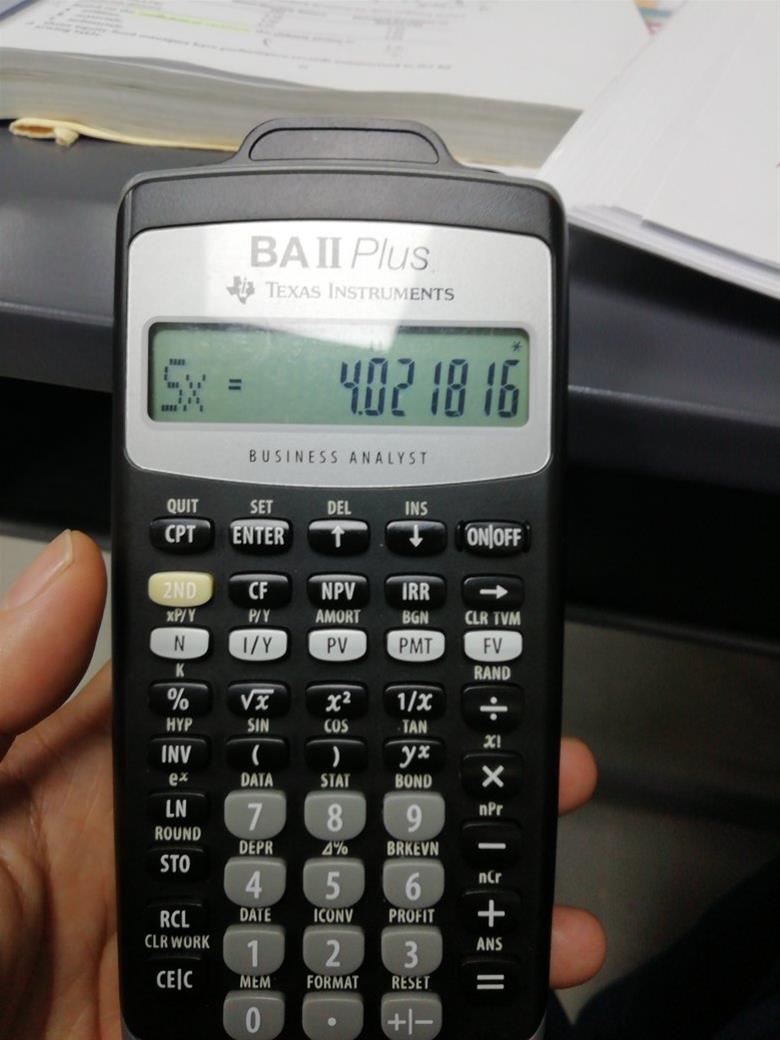 BA II Plus
TEXAS INSTRUMENTS
*
Sx = 4.021816
BUSINESS ANALYST
QUIT SET DEL INS
CPT ENTER ↑ ↓ ON|OFF
2ND CF NPV IRR →
xP/Y P/Y AMORT BGN CLR TVM
N I/Y PV PMT FV
K RAND
% √x x² 1/x ÷
HYP SIN COS TAN x!
INV ( ) yˣ ×
eˣ DATA STAT BOND nPr
LN 7 8 9 −
ROUND DEPR Δ% BRKEVN nCr
STO 4 5 6 +
DATE ICONV PROFIT ANS
RCL 1 2 3 =
CLR WORK MEM FORMAT RESET
CE|C 0 . +|−